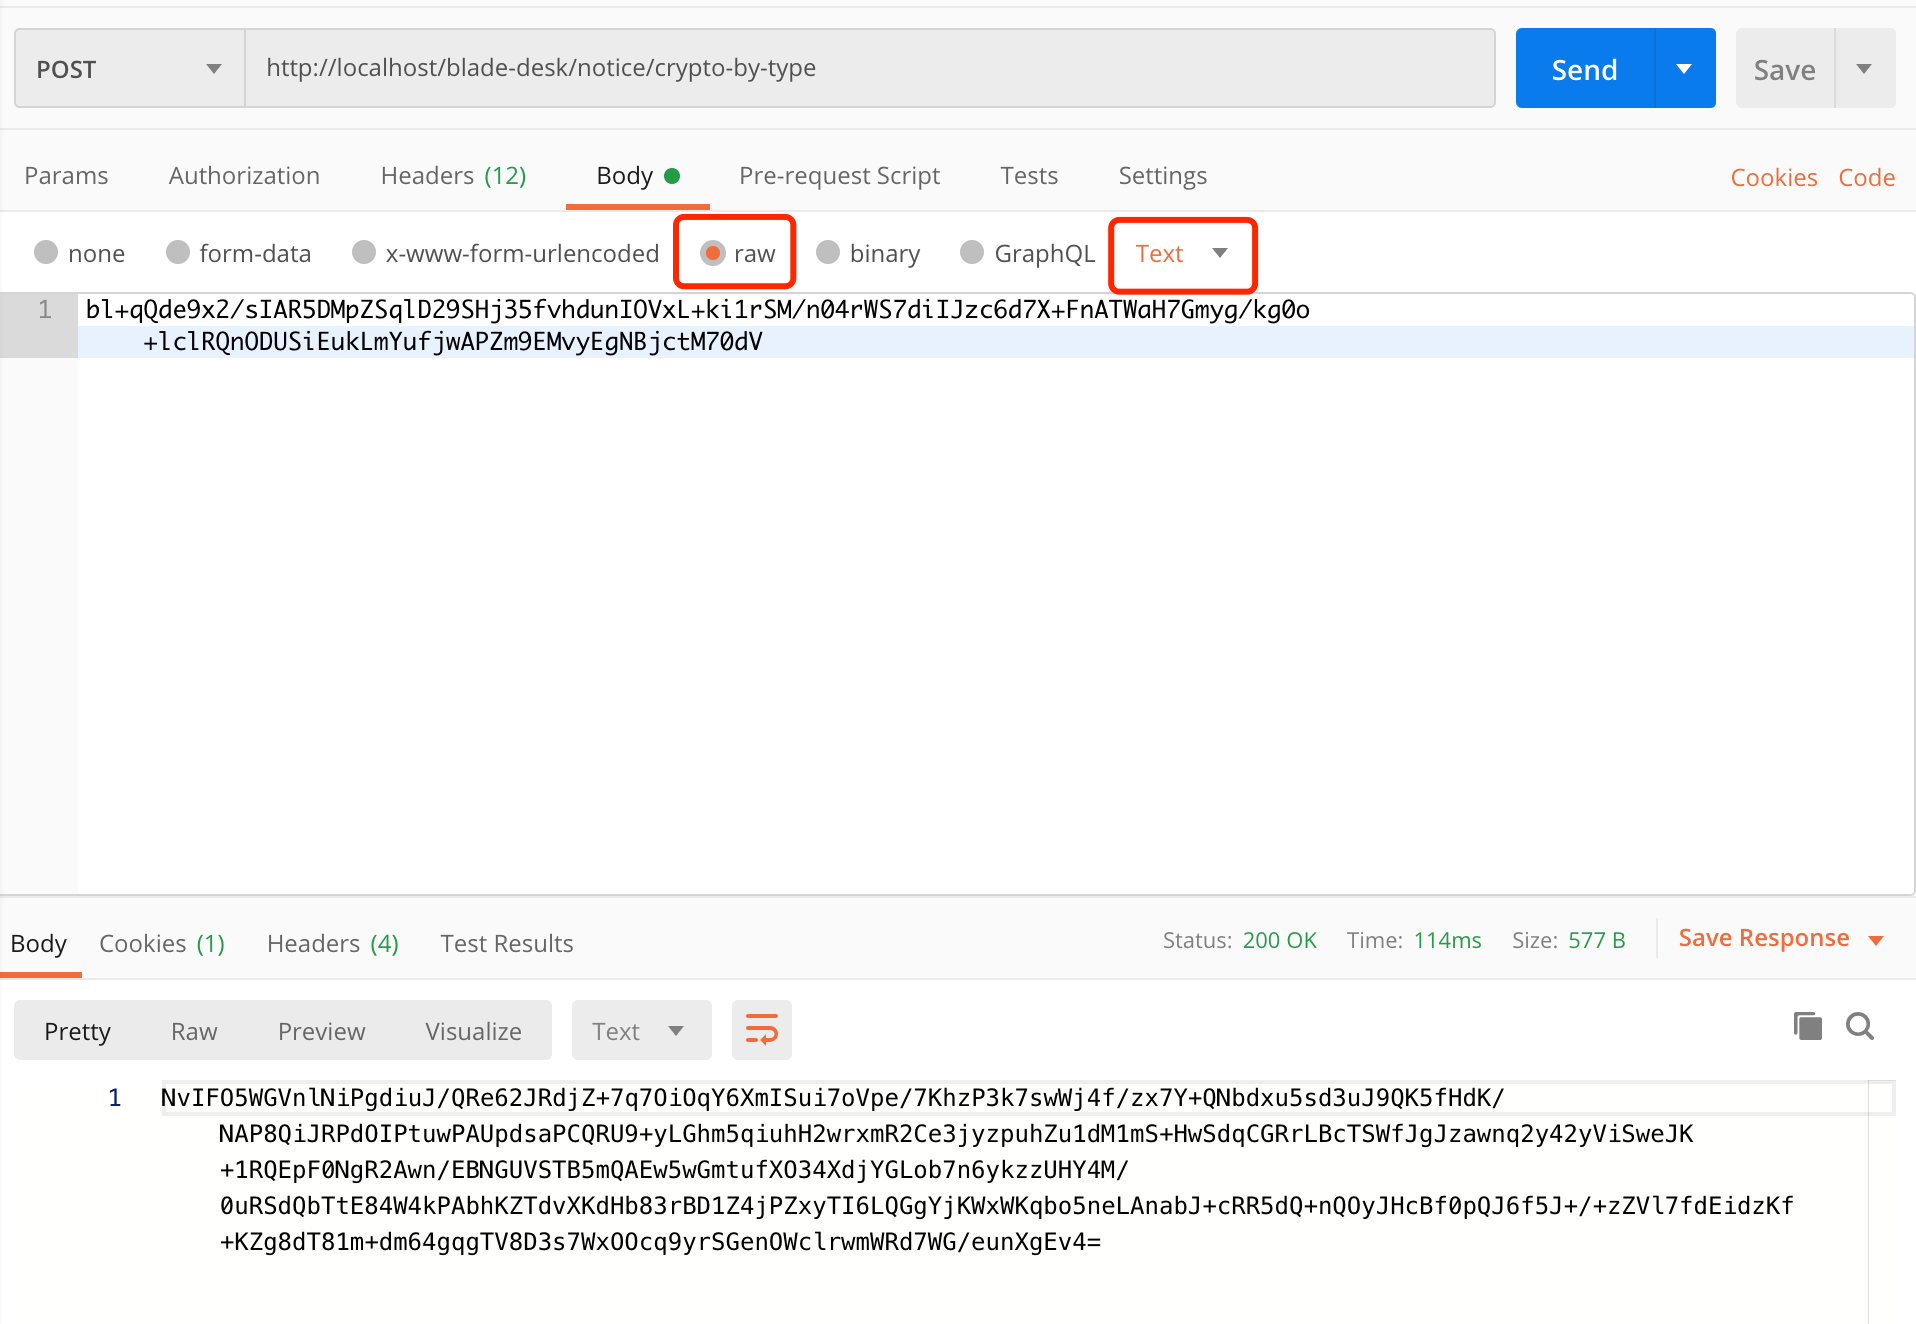 POST http://localhost/blade-desk/notice/crypto-by-type Send Save
Params Authorization Headers (12) Body Pre-request Script Tests Settings Cookies Code
none form-data x-www-form-urlencoded raw binary GraphQL Text
1 bl+qQde9x2/sIAR5DMpZSqlD29SHj35fvhdunIOVxL+ki1rSM/n04rWS7diIJzc6d7X+FnATWaH7Gmyg/kg0o
+lclRQnODUSiEukLmYufjwAPZm9EMvyEgNBjctM70dV
Body Cookies (1) Headers (4) Test Results Status: 200 OK Time: 114ms Size: 577 B Save Response
Pretty Raw Preview Visualize Text
1 NvIFO5WGVnlNiPgdiuJ/QRe62JRdjZ+7q7OiOqY6XmISui7oVpe/7KhzP3k7swWj4f/zx7Y+QNbdxu5sd3uJ9QK5fHdK/
NAP8QiJRPdOIPtuwPAUpdsaPCQRU9+yLGhm5qiuhH2wrxmR2Ce3jyzpuhZu1dM1mS+HwSdqCGRrLBcTSWfJgJzawnq2y42yViSweJK
+1RQEpF0NgR2Awn/EBNGUVSTB5mQAEw5wGmtufXO34XdjYGLob7n6ykzzUHY4M/
0uRSdQbTtE84W4kPAbhKZTdvXKdHb83rBD1Z4jPZxyTI6LQGgYjKWxWKqbo5neLAnabJ+cRR5dQ+nQOyJHcBf0pQJ6f5J+/+zZVl7fdEidzKf
+KZg8dT81m+dm64gqgTV8D3s7WxOOcq9yrSGenOWclrwmWRd7WG/eunXgEv4=